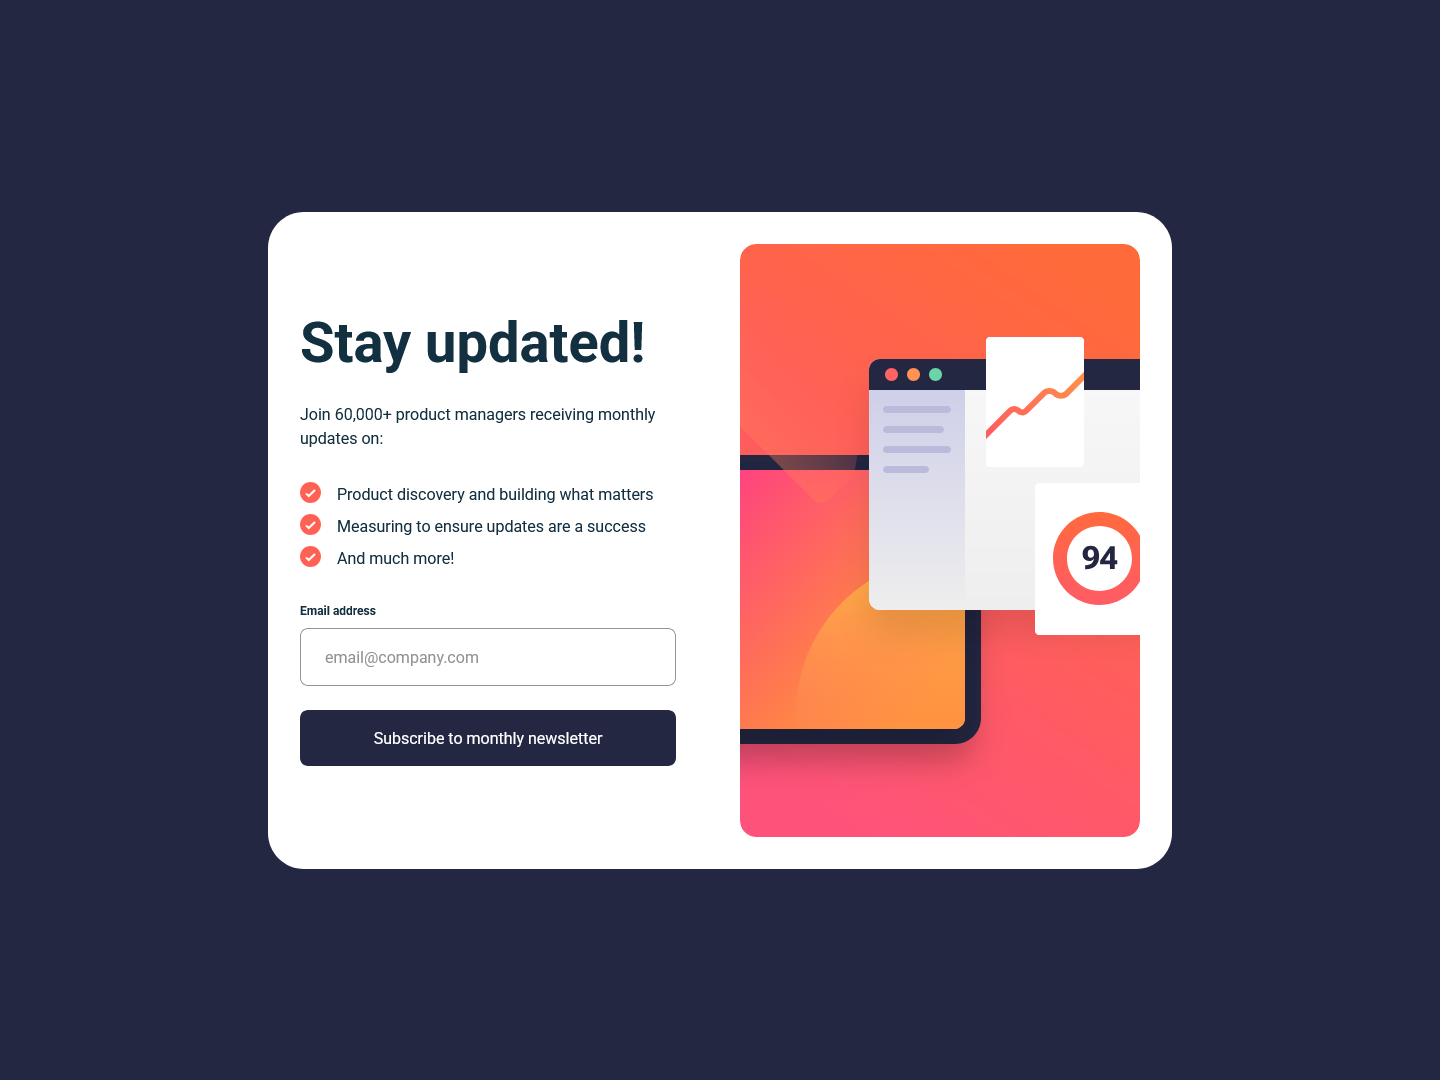 Stay updated!
Join 60,000+ product managers receiving monthly
updates on:
Product discovery and building what matters
Measuring to ensure updates are a success
And much more!
Email address
email@company.com
Subscribe to monthly newsletter
94